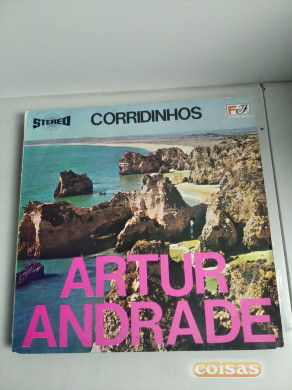 STEREO
CORRIDINHOS
ARTUR
ANDRADE
coisas